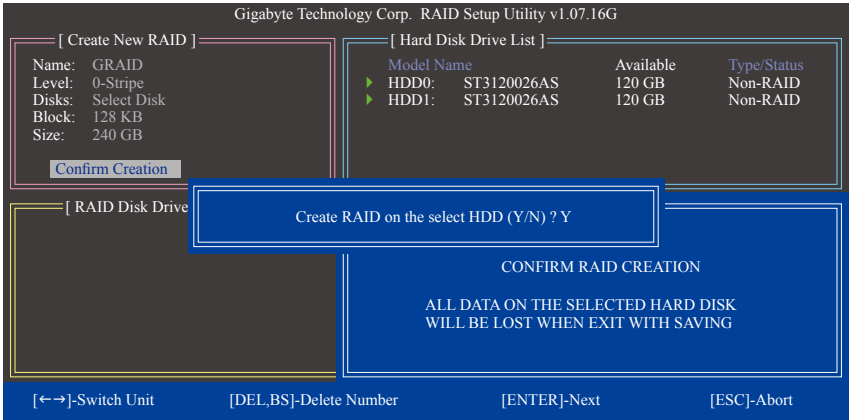 Gigabyte Technology Corp. RAID Setup Utility v1.07.16G
[ Create New RAID ]
Name: GRAID
Level: 0-Stripe
Disks: Select Disk
Block: 128 KB
Size: 240 GB
Confirm Creation
[ Hard Disk Drive List ]
Model Name Available Type/Status
HDD0: ST3120026AS 120 GB Non-RAID
HDD1: ST3120026AS 120 GB Non-RAID
[ RAID Disk Drive
Create RAID on the select HDD (Y/N) ? Y
CONFIRM RAID CREATION
ALL DATA ON THE SELECTED HARD DISK
WILL BE LOST WHEN EXIT WITH SAVING
[←→]-Switch Unit [DEL,BS]-Delete Number [ENTER]-Next [ESC]-Abort